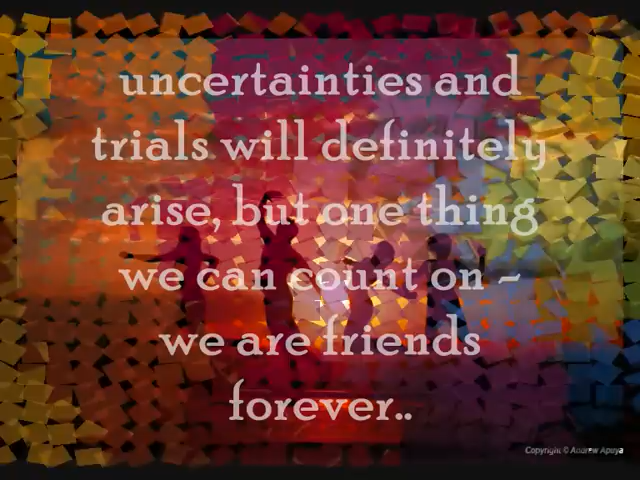 uncertainties and
trials will definitely
arise, but one thing
we can count on ~
we are friends
forever..
Copyright © Andrew Apuya